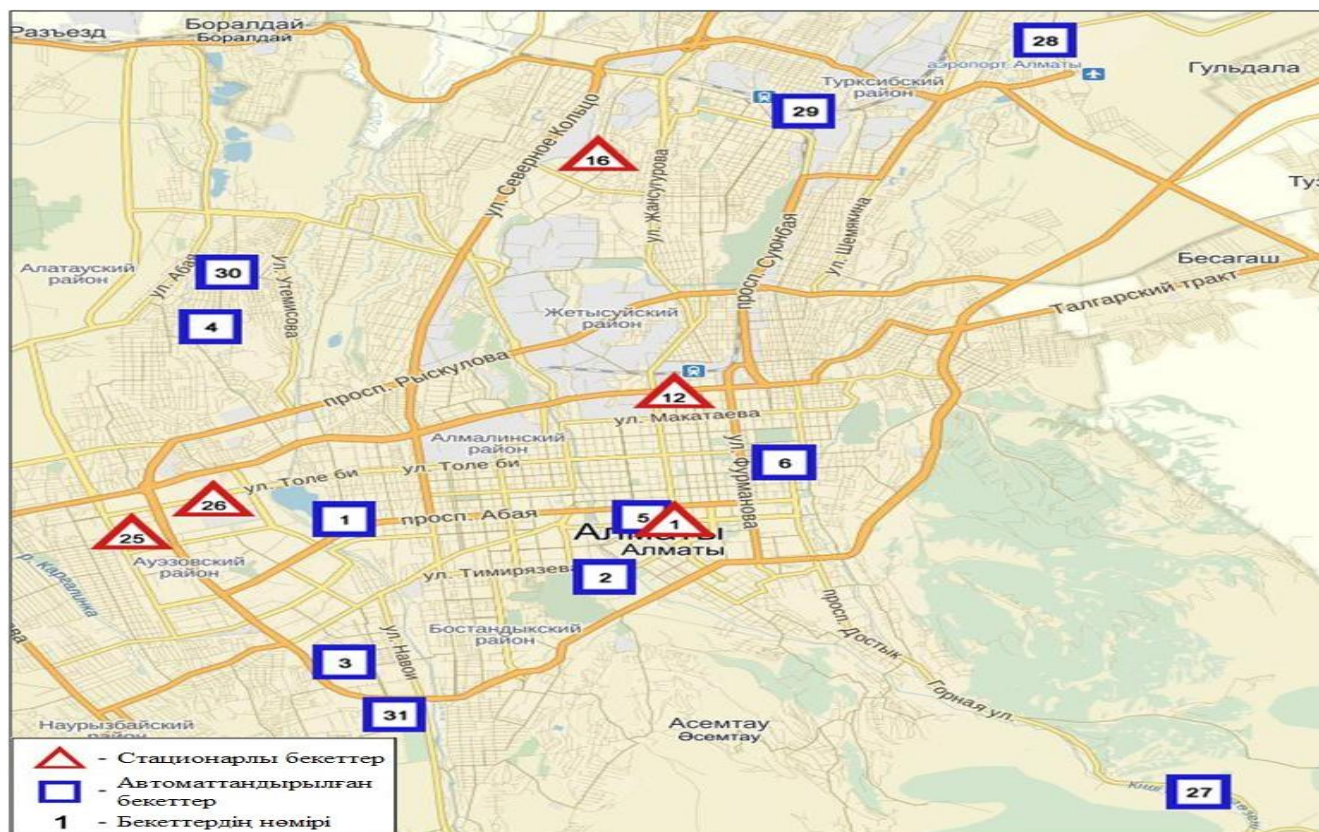 Разъезд
Боралдай
Боралдай
28
аэропорт Алматы
Гульдала
Турксибский
район
29
ул. Северное Кольцо
16
ул. Жансугурова
просп. Суюнбая
ул. Шемякина
Бесагаш
Талгарский тракт
Алатауский
район
ул. Абая
30
ул. Утемисова
4
Жетысуйский
район
просп. Рыскулова
12
ул. Макатаева
Алмалинский
район
ул. Толе би
ул. Толе би
6
ул. Фурманова
26
25
1
просп. Абая
5
1
Алматы
Алматы
Ауэзовский
район
р. Каргалинка
ул. Тимирязева
2
Бостандыкский
район
ул. Навои
просп. Достык
3
31
Горная ул.
Асемтау
Әсемтау
Наурызбайский
район
27
- Стационарлы бекеттер
- Автоматтандырылған
бекеттер
1 - Бекеттердің нөмірі